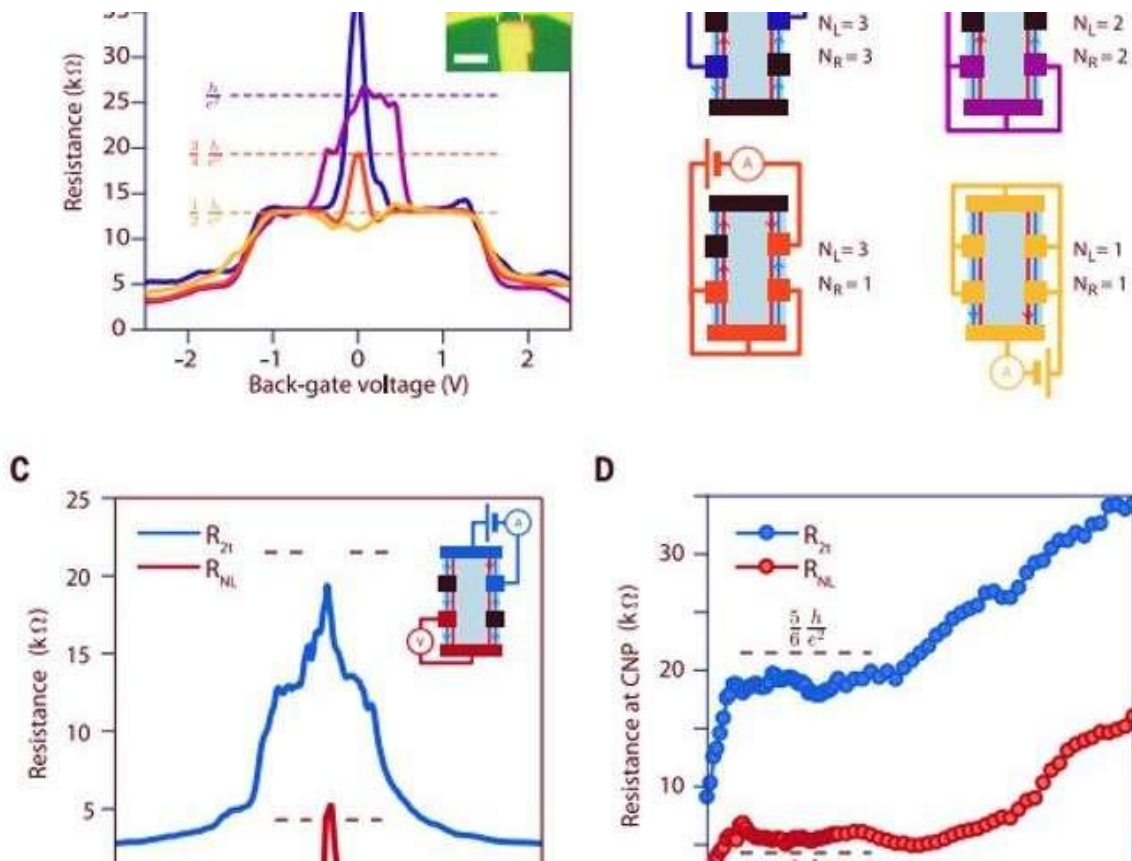 35
30
25
20
15
10
5
0
Resistance (kΩ)
h/e²
3/4 h/e²
1/2 h/e²
-2
-1
0
1
2
Back-gate voltage (V)
N_L = 3
N_R = 3
N_L = 2
N_R = 2
A
N_L = 3
N_R = 1
N_L = 1
N_R = 1
A
C
25
20
15
10
5
Resistance (kΩ)
R_2t
R_NL
A
V
D
30
20
10
Resistance at CNP (kΩ)
R_2t
R_NL
5/6 h/e²